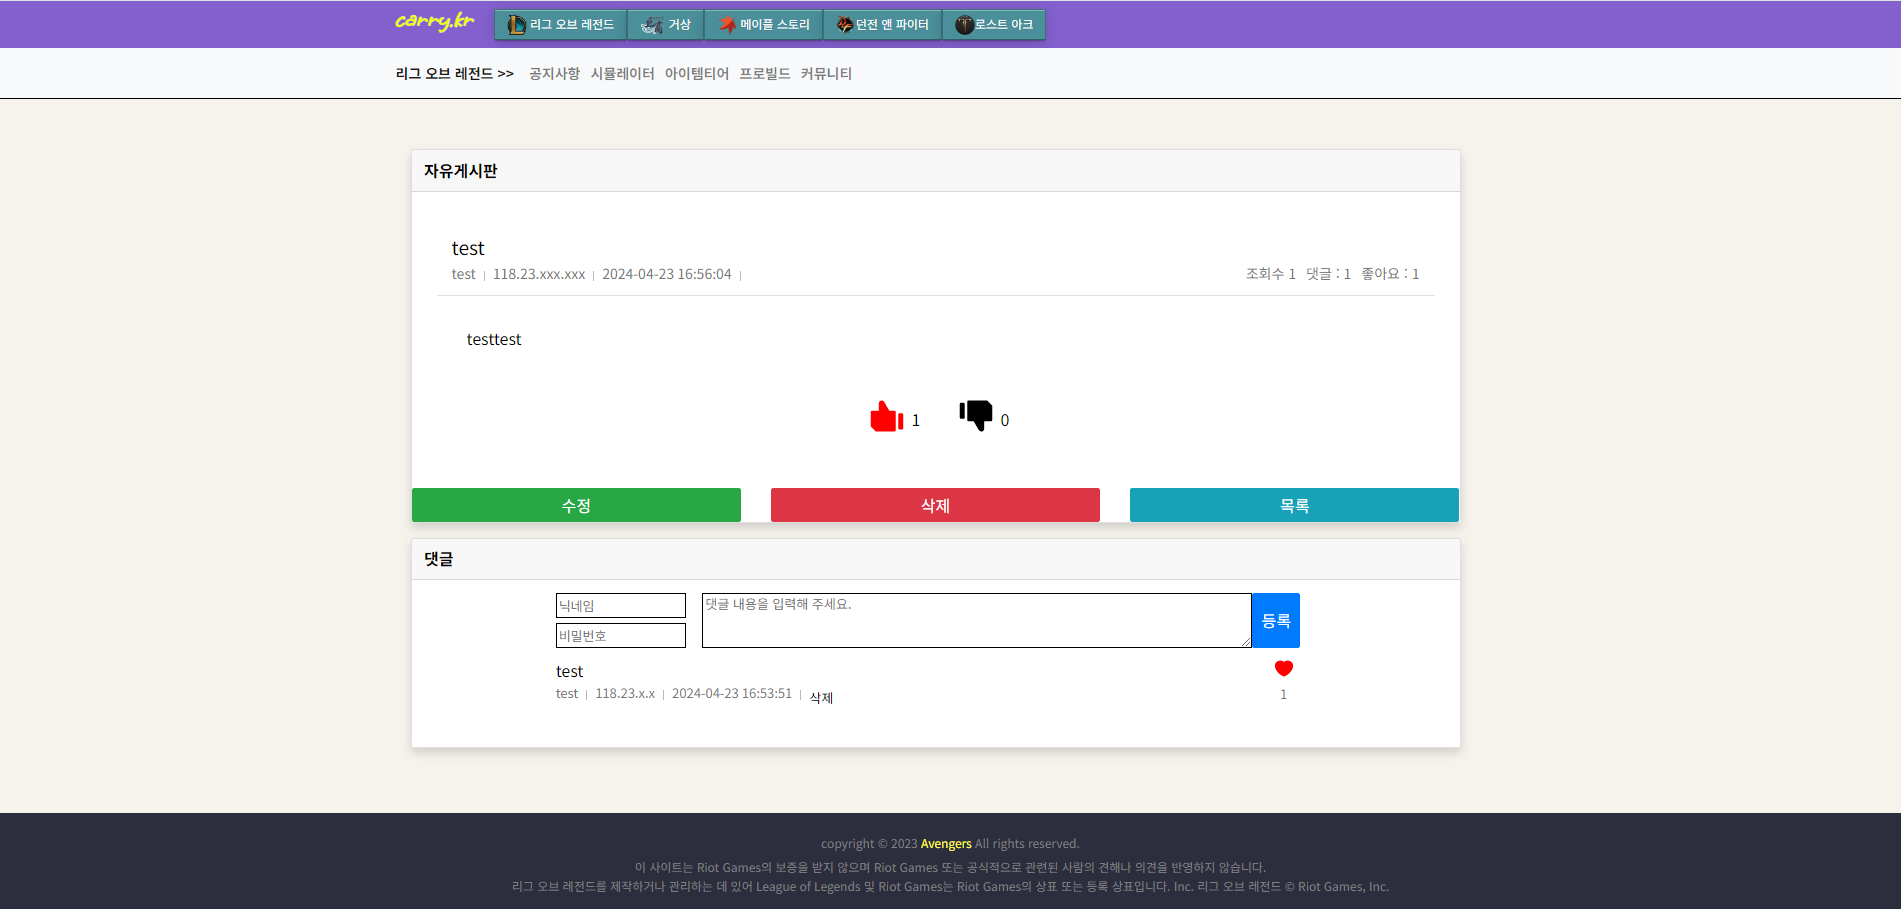 carry.kr 리그 오브 레전드 거상 메이플 스토리 던전 앤 파이터 로스트 아크
리그 오브 레전드 >> 공지사항 시뮬레이터 아이템티어 프로빌드 커뮤니티
자유게시판
test
test | 118.23.xxx.xxx | 2024-04-23 16:56:04 | 조회수 1 댓글 : 1 좋아요 : 1
testtest
1 0
수정 삭제 목록
댓글
닉네임 댓글 내용을 입력해 주세요.
비밀번호 등록
test
test | 118.23.x.x | 2024-04-23 16:53:51 | 삭제 1
copyright © 2023 Avengers All rights reserved.
이 사이트는 Riot Games의 보증을 받지 않으며 Riot Games 또는 공식적으로 관련된 사람의 견해나 의견을 반영하지 않습니다.
리그 오브 레전드를 제작하거나 관리하는 데 있어 League of Legends 및 Riot Games는 Riot Games의 상표 또는 등록 상표입니다. Inc. 리그 오브 레전드 © Riot Games, Inc.